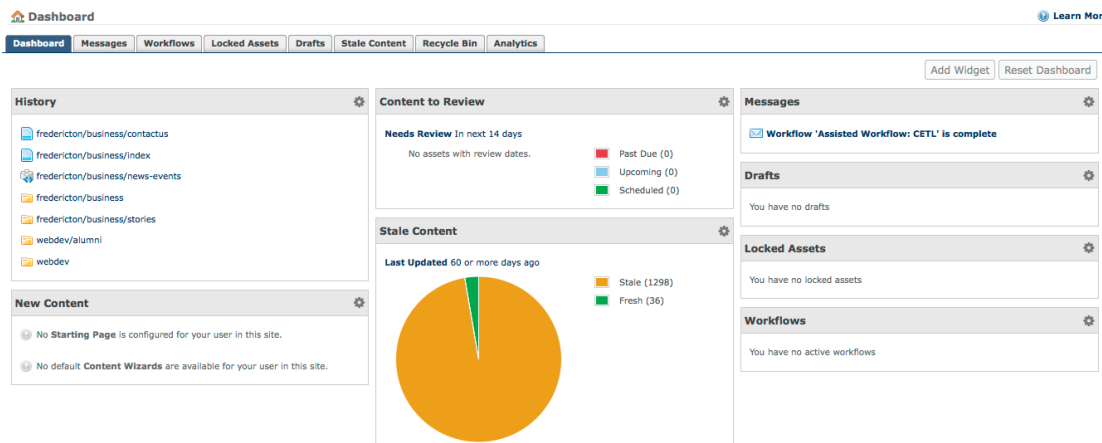 Dashboard
Learn Mor
Dashboard Messages Workflows Locked Assets Drafts Stale Content Recycle Bin Analytics
Add Widget Reset Dashboard
History
fredericton/business/contactus
fredericton/business/index
fredericton/business/news-events
fredericton/business
fredericton/business/stories
webdev/alumni
webdev
New Content
No Starting Page is configured for your user in this site.
No default Content Wizards are available for your user in this site.
Content to Review
Needs Review In next 14 days
No assets with review dates.
Past Due (0)
Upcoming (0)
Scheduled (0)
Stale Content
Last Updated 60 or more days ago
Stale (1298)
Fresh (36)
Messages
Workflow 'Assisted Workflow: CETL' is complete
Drafts
You have no drafts
Locked Assets
You have no locked assets
Workflows
You have no active workflows